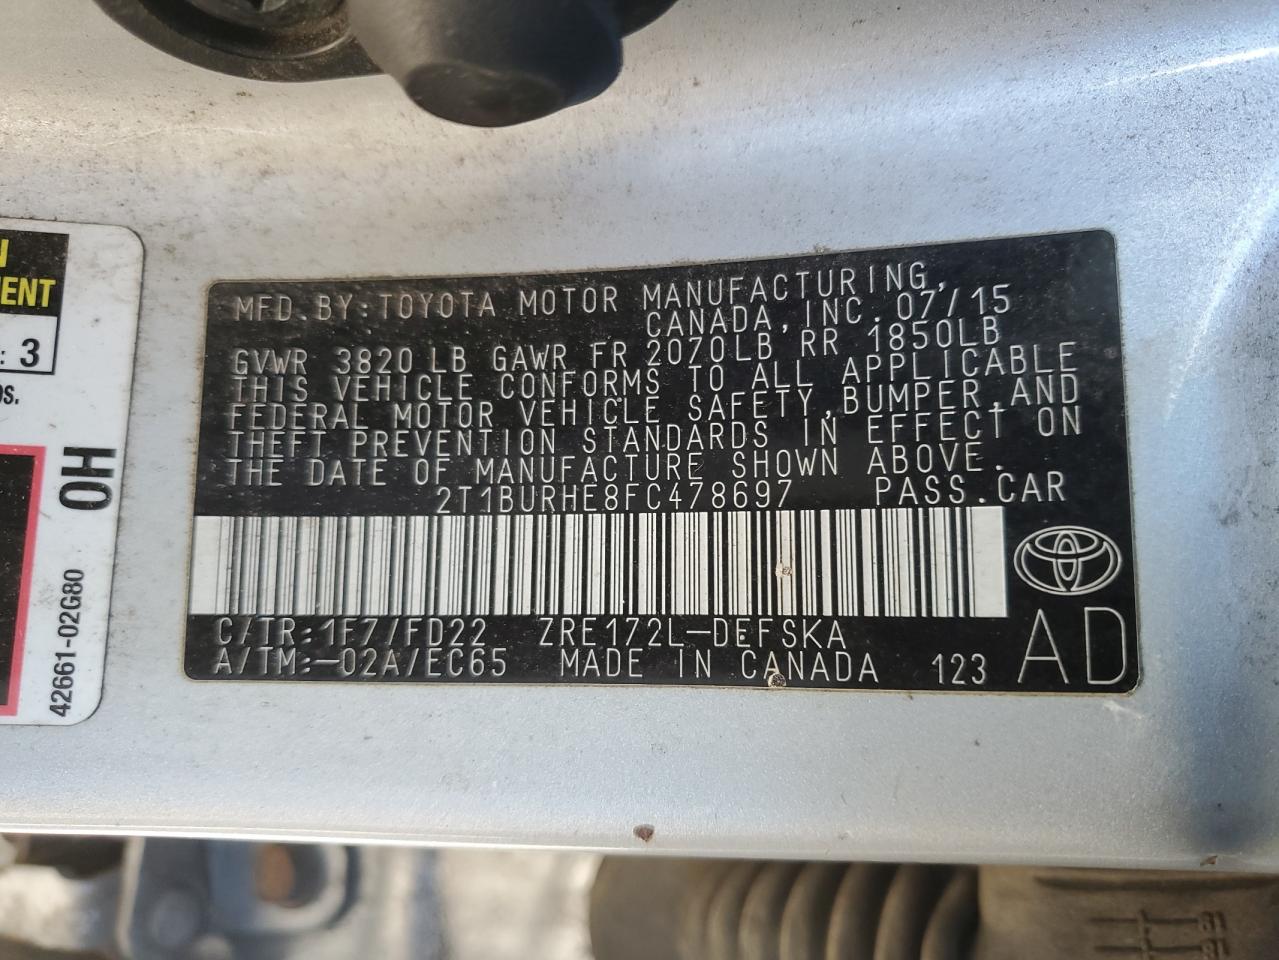 MFD.BY:TOYOTA MOTOR MANUFACTURING,
CANADA,INC. 07/15
GVWR 3820LB GAWR FR 2070LB RR 1850LB
THIS VEHICLE CONFORMS TO ALL APPLICABLE
FEDERAL MOTOR VEHICLE SAFETY,BUMPER,AND
THEFT PREVENTION STANDARDS IN EFFECT ON
THE DATE OF MANUFACTURE SHOWN ABOVE.
2T1BURHE8FC478697 PASS.CAR
C/TR:1F7/FD22 ZRE172L-DEFSKA
A/TM:-02A/EC65 MADE IN CANADA 123
AD
: 3
OH
42661-02G80